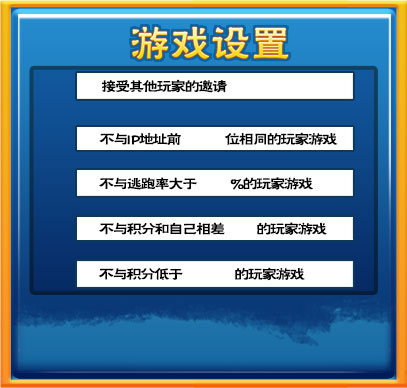 游戏设置
接受其他玩家的邀请
不与IP地址前 位相同的玩家游戏
不与逃跑率大于 %的玩家游戏
不与积分和自己相差 的玩家游戏
不与积分低于 的玩家游戏